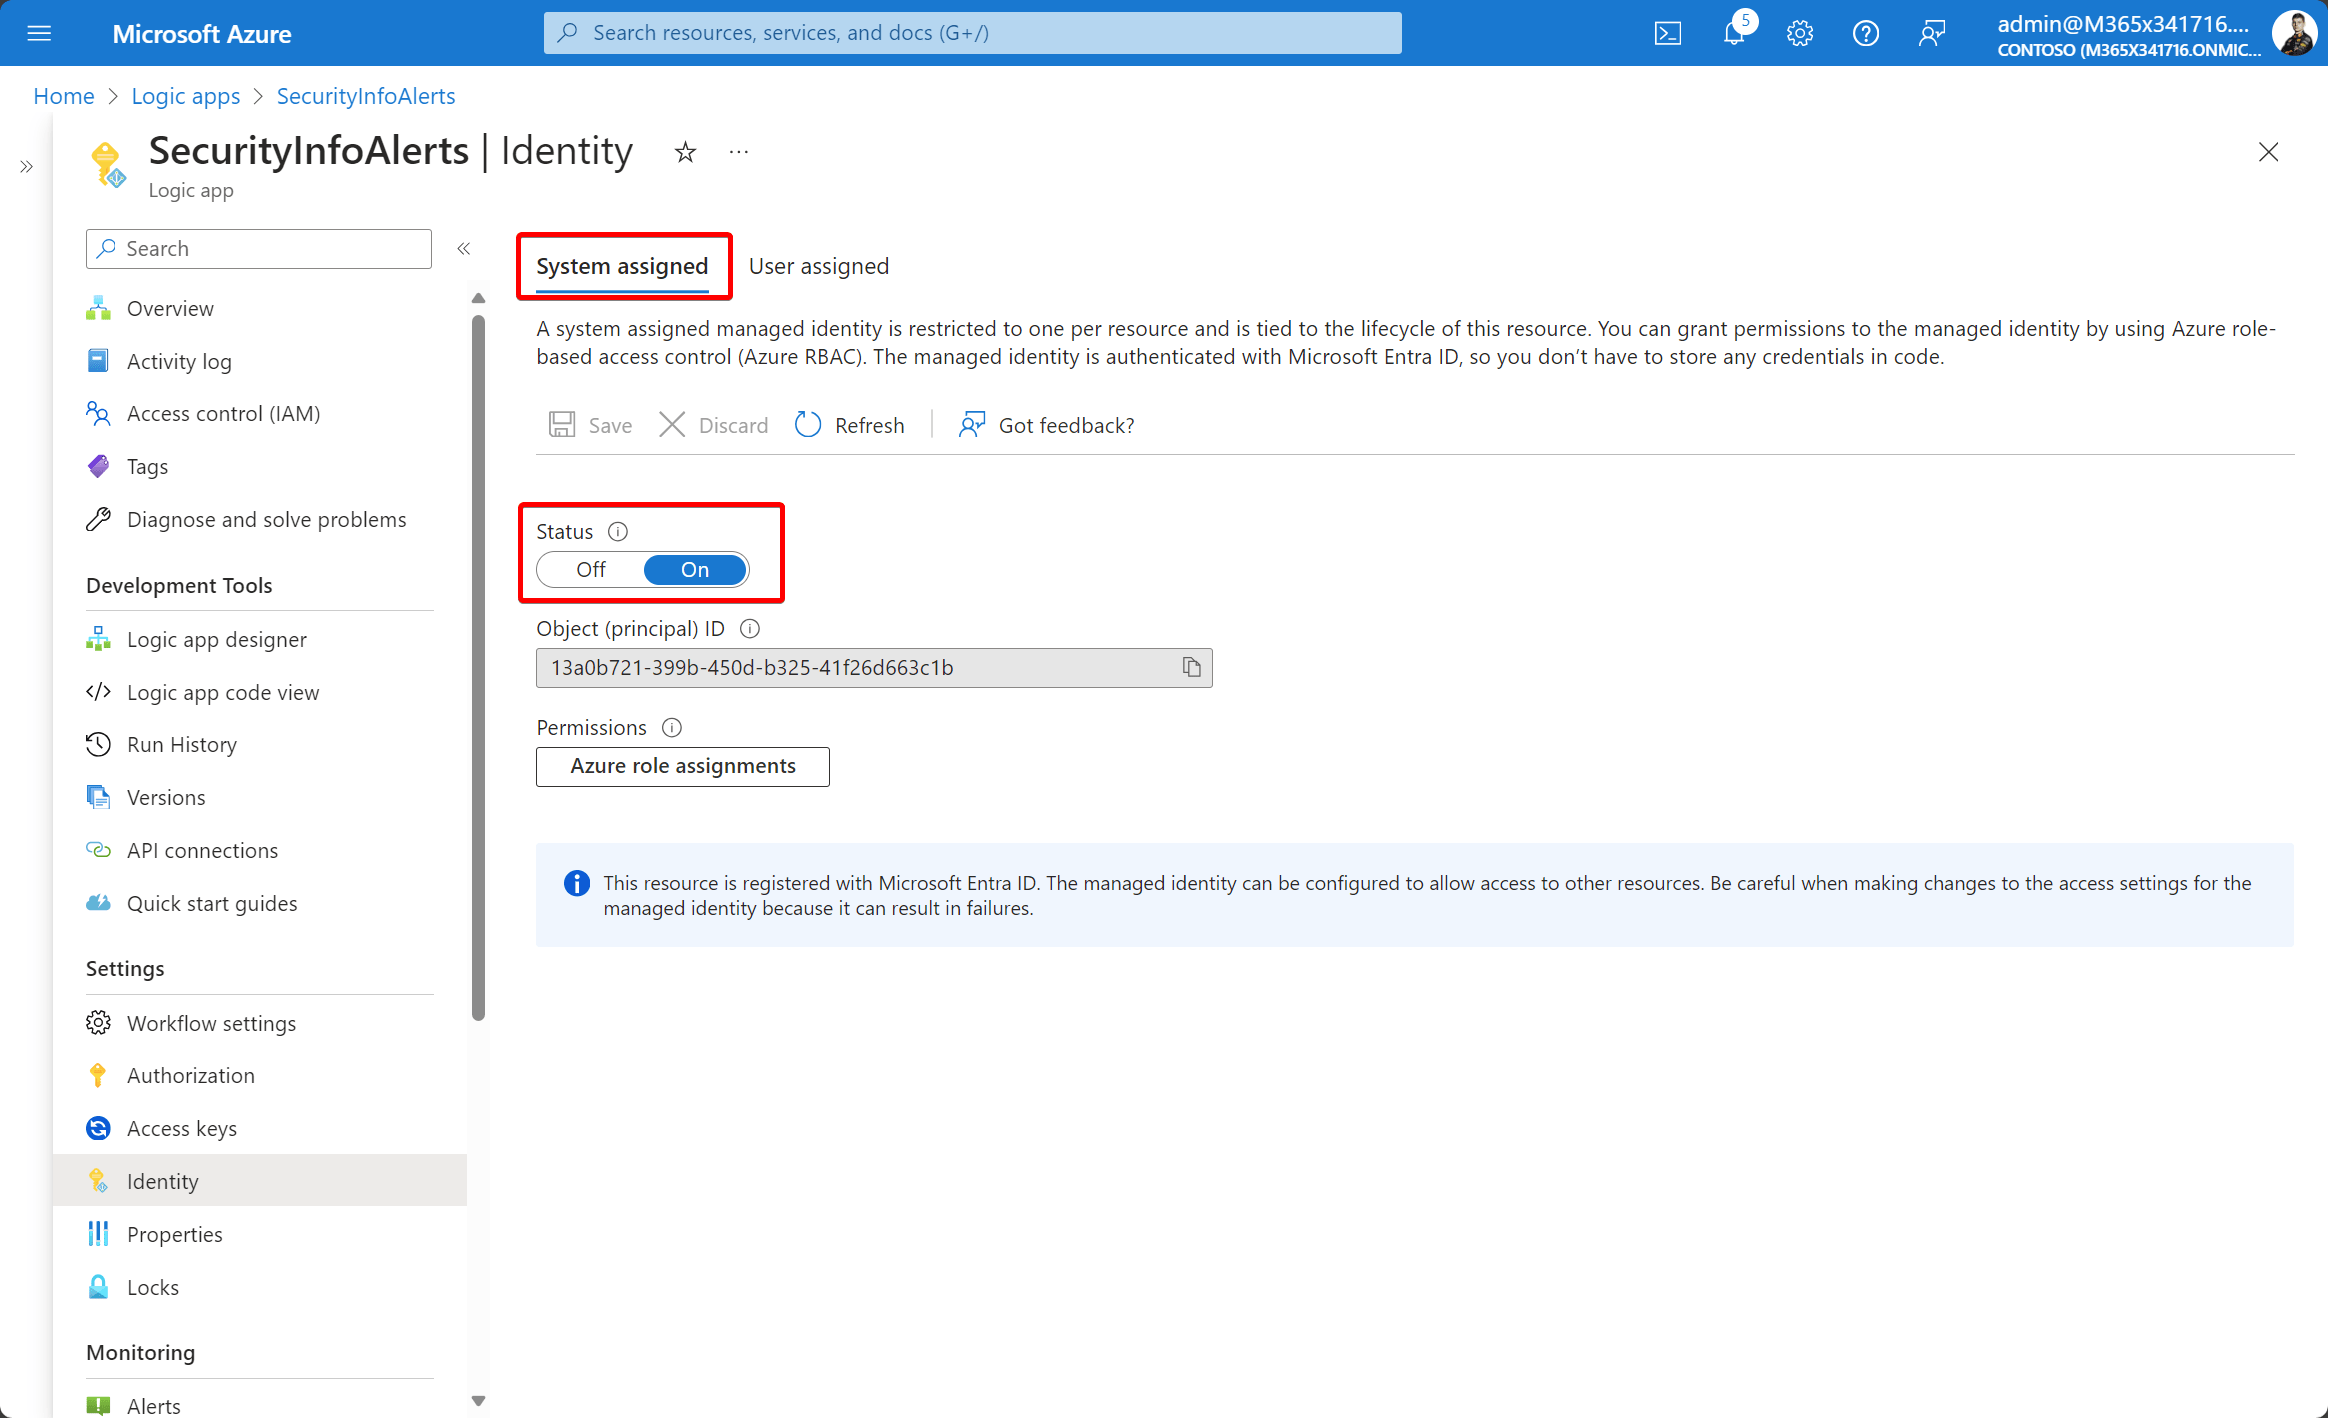 Microsoft Azure
Search resources, services, and docs (G+/)
5
admin@M365x341716....
CONTOSO (M365X341716.ONMIC...
Home > Logic apps > SecurityInfoAlerts
SecurityInfoAlerts | Identity
Logic app
Search
Overview
Activity log
Access control (IAM)
Tags
Diagnose and solve problems
Development Tools
Logic app designer
Logic app code view
Run History
Versions
API connections
Quick start guides
Settings
Workflow settings
Authorization
Access keys
Identity
Properties
Locks
Monitoring
Alerts
System assigned User assigned
A system assigned managed identity is restricted to one per resource and is tied to the lifecycle of this resource. You can grant permissions to the managed identity by using Azure role-
based access control (Azure RBAC). The managed identity is authenticated with Microsoft Entra ID, so you don’t have to store any credentials in code.
Save Discard Refresh Got feedback?
Status
Off On
Object (principal) ID
13a0b721-399b-450d-b325-41f26d663c1b
Permissions
Azure role assignments
This resource is registered with Microsoft Entra ID. The managed identity can be configured to allow access to other resources. Be careful when making changes to the access settings for the
managed identity because it can result in failures.